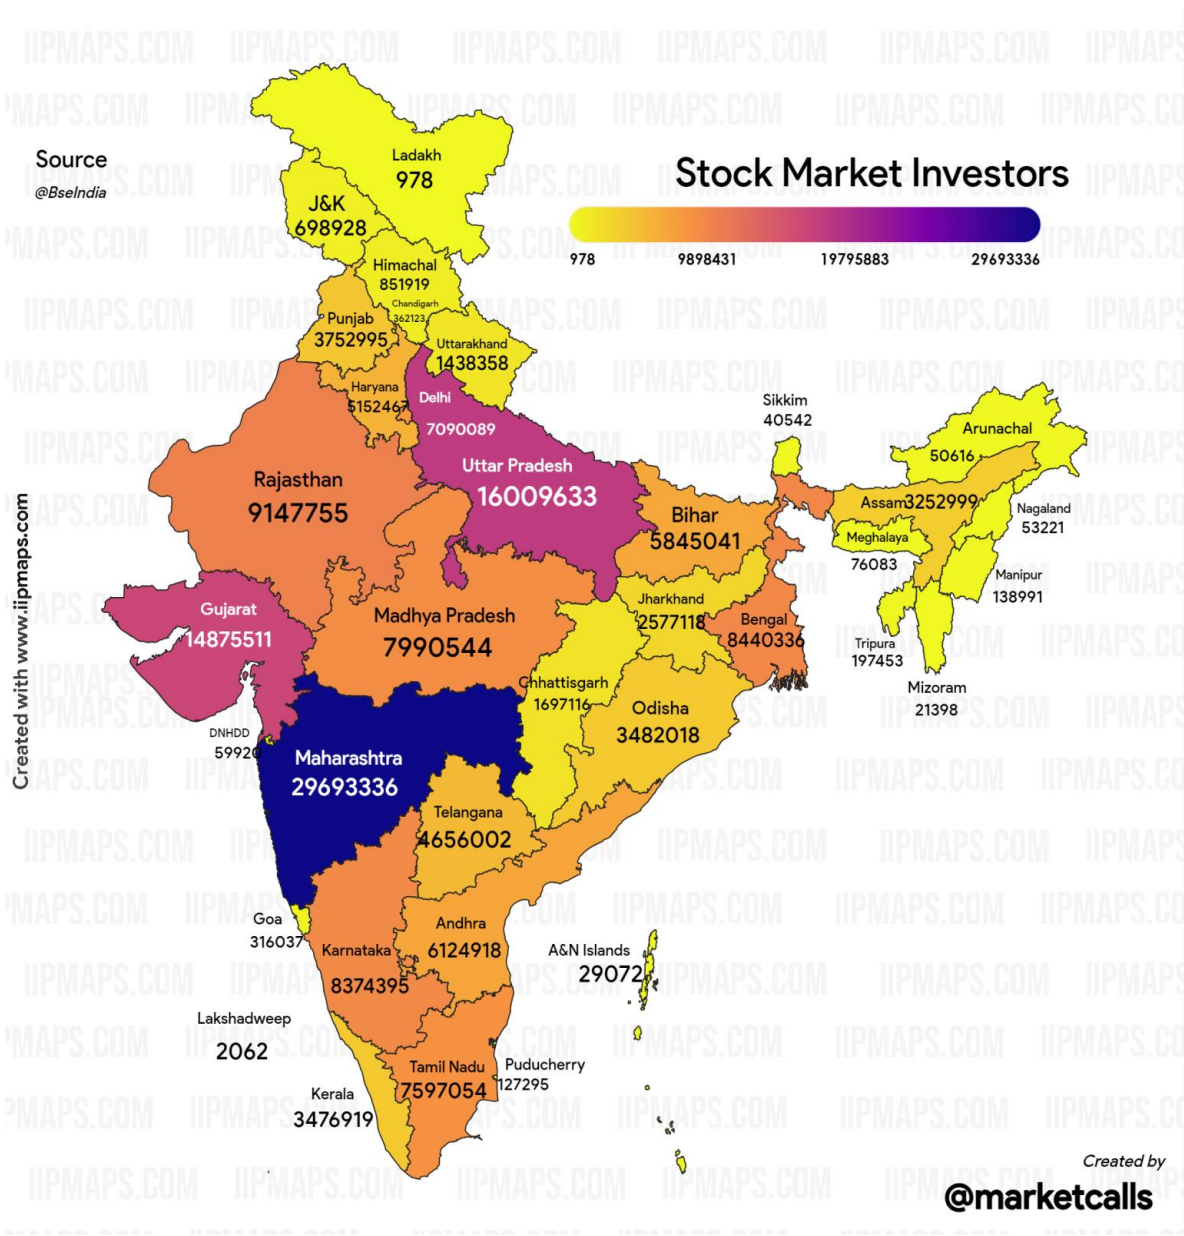 Source
@BseIndia
Stock Market Investors
978
9898431
19795883
29693336
Ladakh
978
J&K
698928
Himachal
851919
Chandigarh
362123
Punjab
3752995
Uttarakhand
1438358
Haryana
5152467
Delhi
7090089
Uttar Pradesh
16009633
Rajasthan
9147755
Sikkim
40542
Arunachal
50616
Assam 3252999
Nagaland
53221
Meghalaya
76083
Manipur
138991
Tripura
197453
Mizoram
21398
Bihar
5845041
Jharkhand
2577118
Bengal
8440336
Gujarat
14875511
Madhya Pradesh
7990544
Chhattisgarh
1697116
Odisha
3482018
DNHDD
59920
Maharashtra
29693336
Telangana
4656002
Goa
316037
Karnataka
8374395
Andhra
6124918
A&N Islands
29072
Lakshadweep
2062
Kerala
3476919
Tamil Nadu
7597054
Puducherry
127295
Created with www.iipmaps.com
Created by
@marketcalls
IIPMAPS.COM